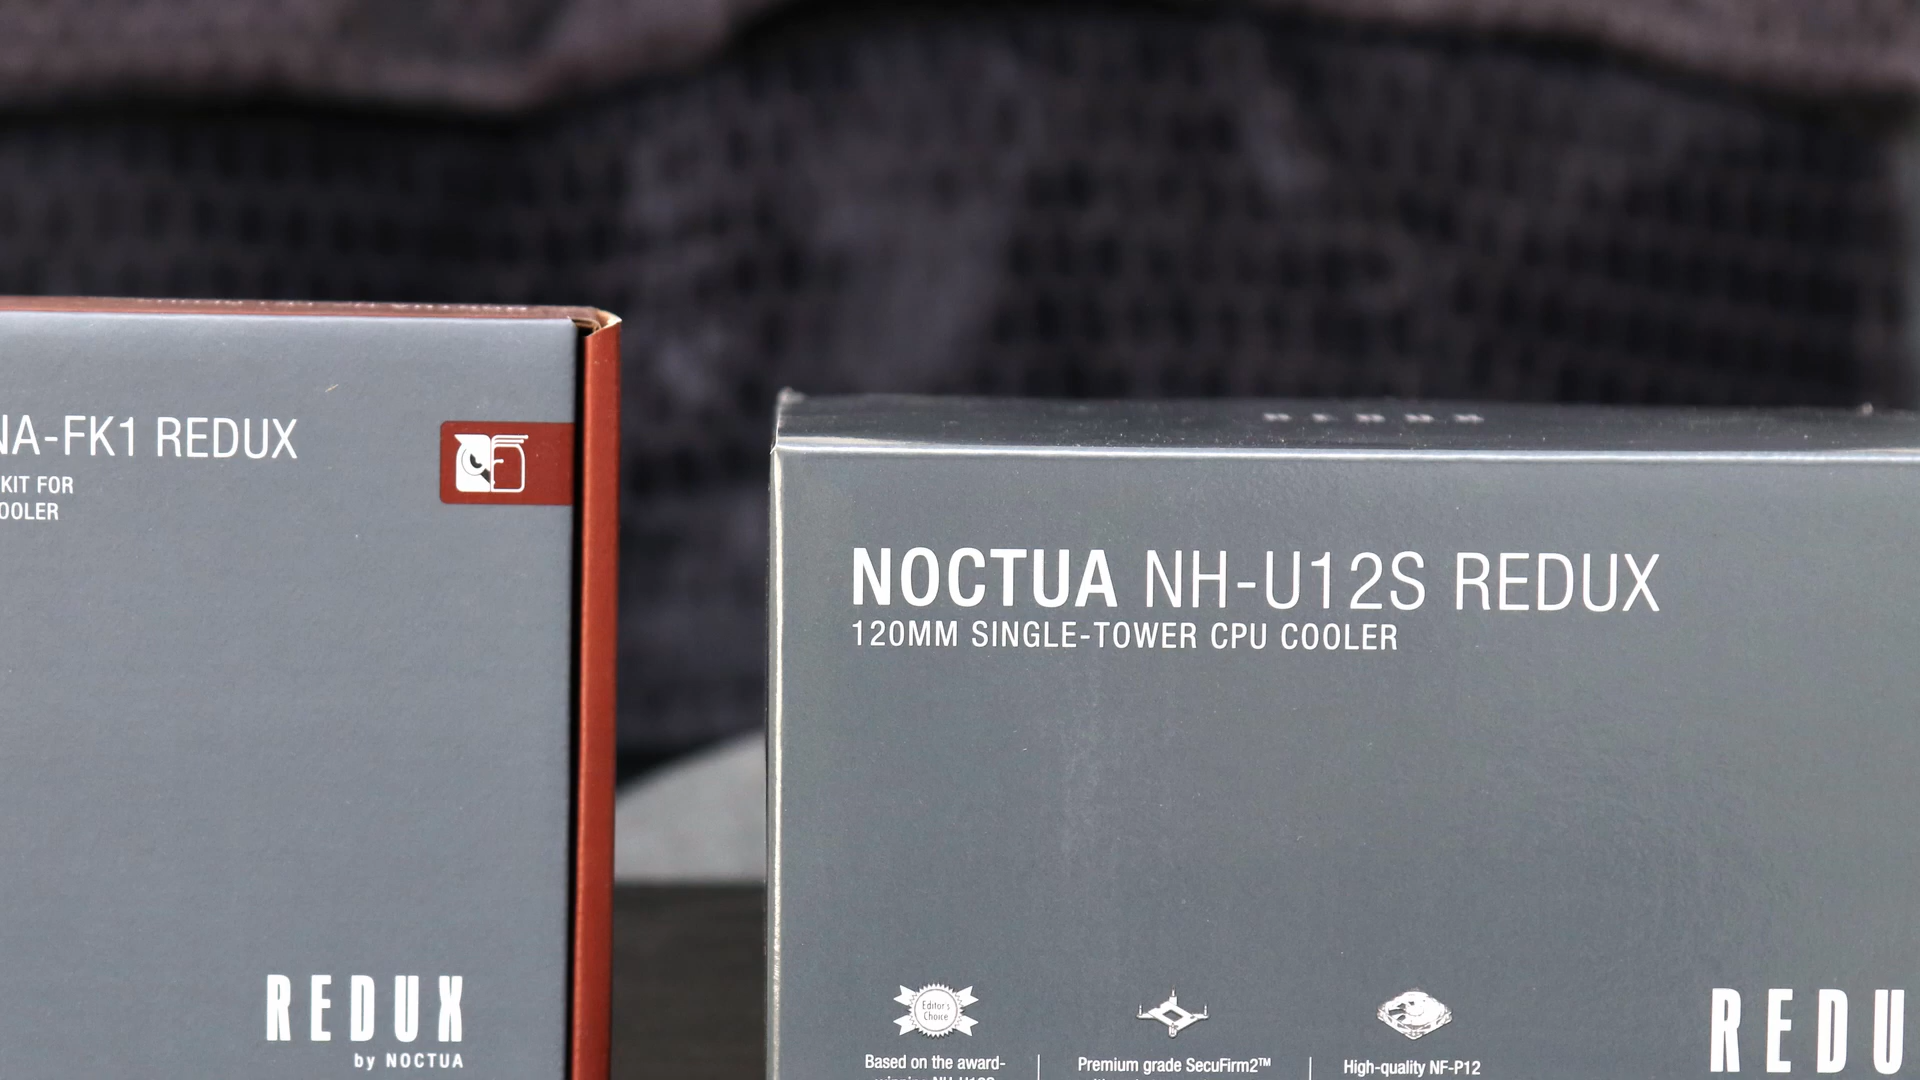 NA-FK1 REDUX
KIT FOR
OOLER
REDUX
by NOCTUA
REDUX
NOCTUA NH-U12S REDUX
120MM SINGLE-TOWER CPU COOLER
Editor's
Choice
Based on the award-
Premium grade SecuFirm2™
High-quality NF-P12
REDU